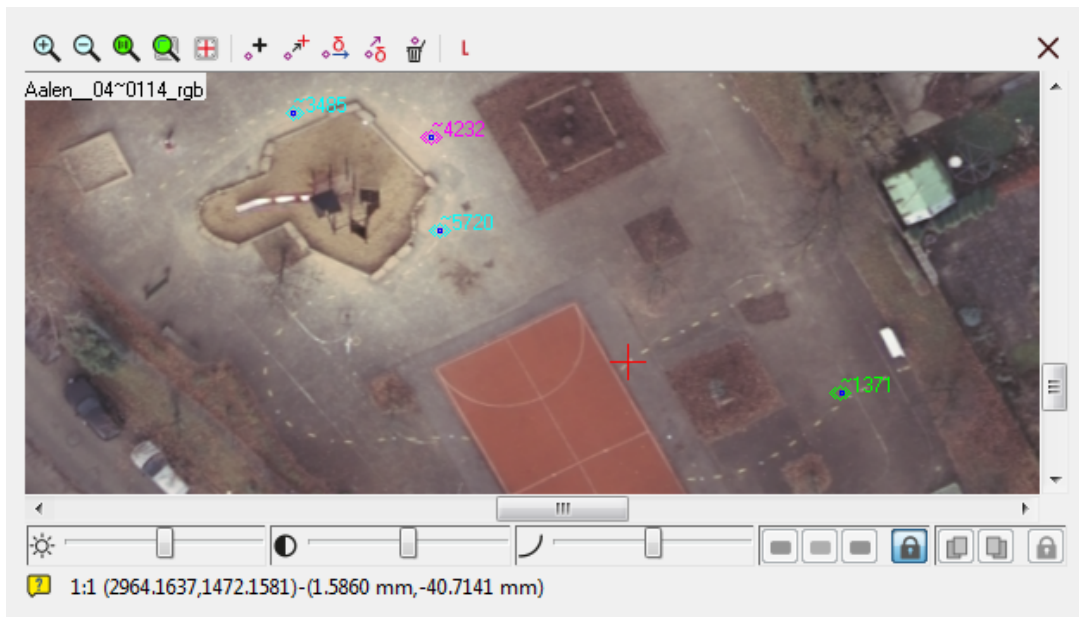 Aalen__04~0114_rgb
~3485
~4232
~5720
~1371
1:1 (2964.1637,1472.1581)-(1.5860 mm,-40.7141 mm)